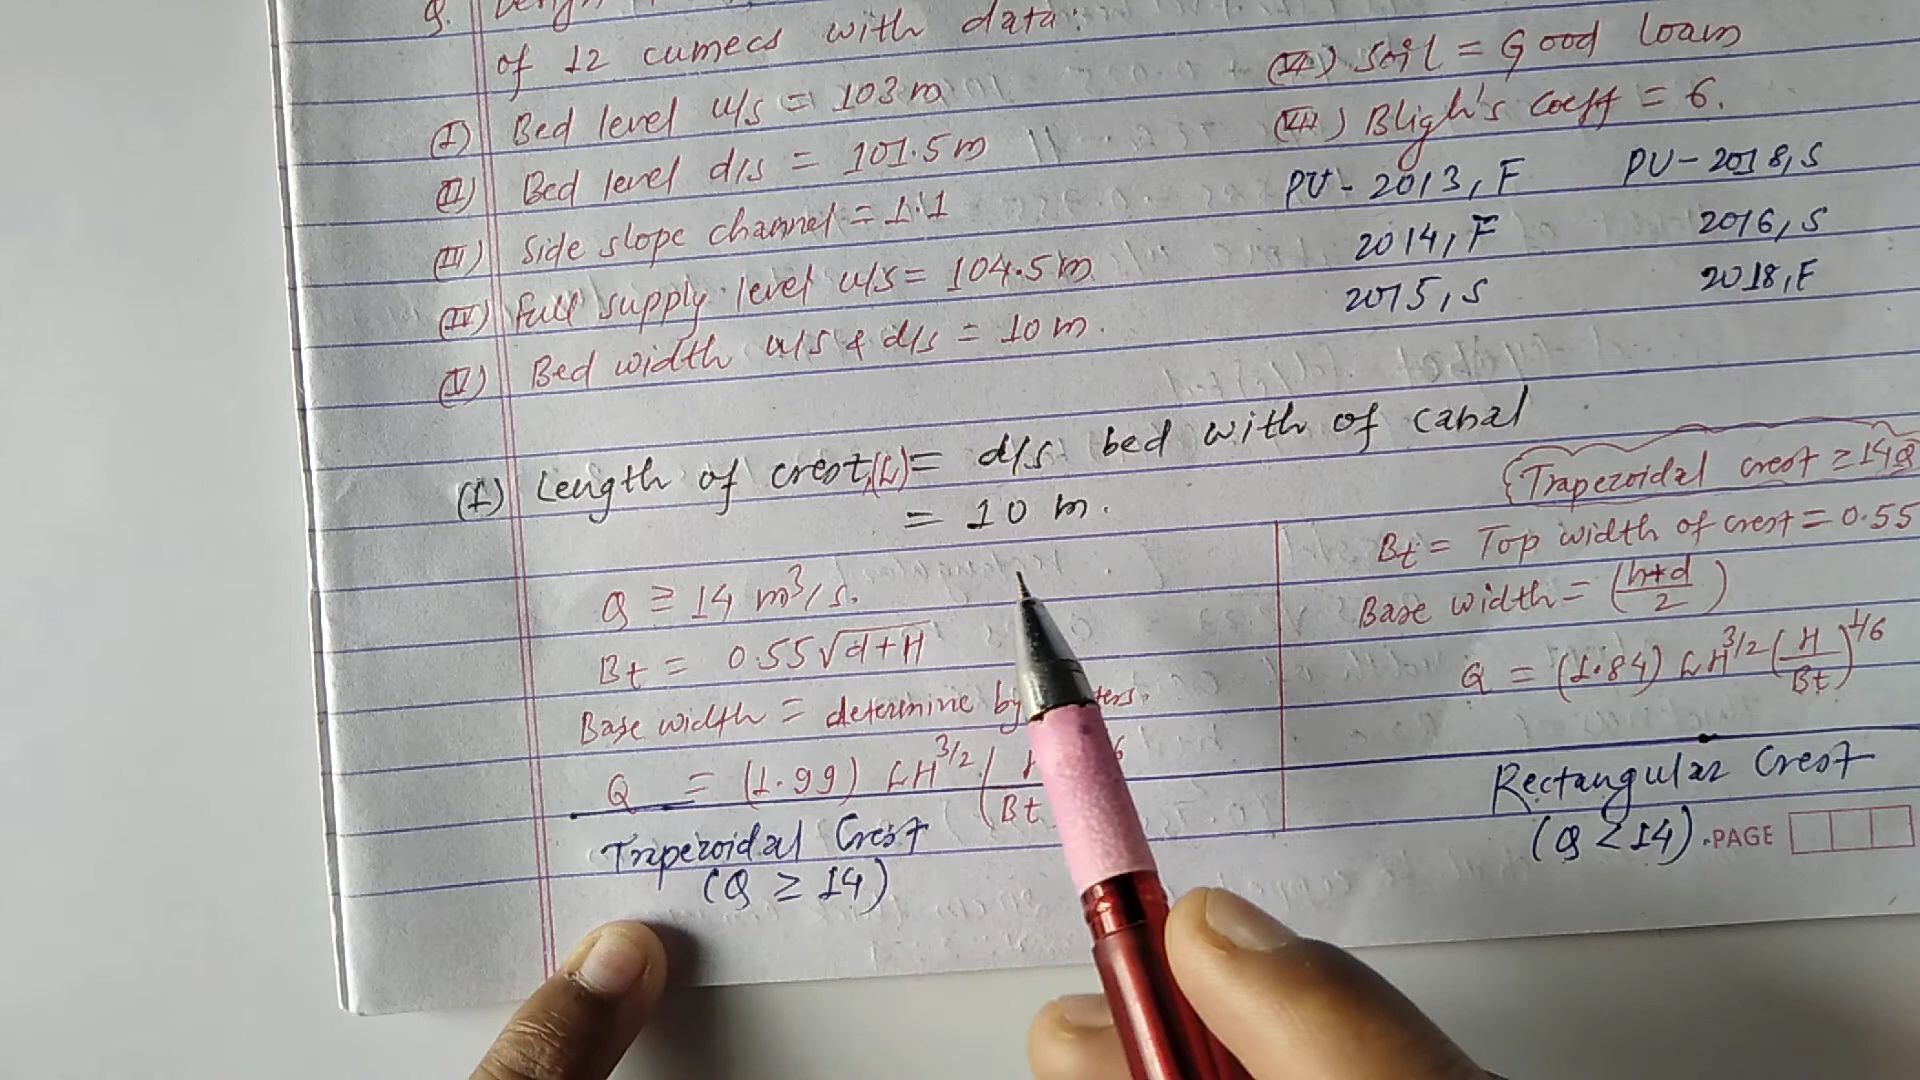 Q. Design
of 12 cumecs with data:
(I) Bed level u/s = 103 m
(II) Bed level d/s = 101.5 m
(III) Side slope channel = 1:1
(IV) Full supply level u/s = 104.5 m
(V) Bed width u/s & d/s = 10 m.
(VI) Soil = Good loam
(VII) Bligh's Coeff = 6.
PU - 2013, F PU - 2018, S
2014, F 2016, S
2015, S 2018, F
(1) Length of crest,(L) = d/s bed with of canal
= 10 m.
Q ≥ 14 m³/s.
Bt = 0.55√d+H
Base width = determine by
Q = (1.99) LH^3/2 (
Bt
Trapezoidal Crest
(Q ≥ 14)
Trapezoidal crest ≥ 14Q
Bt = Top width of crest = 0.55
Base width = (h+d/2)
Q = (1.84) LH^3/2 (H/Bt)^1/6
Rectangular Crest
(Q < 14)
.PAGE